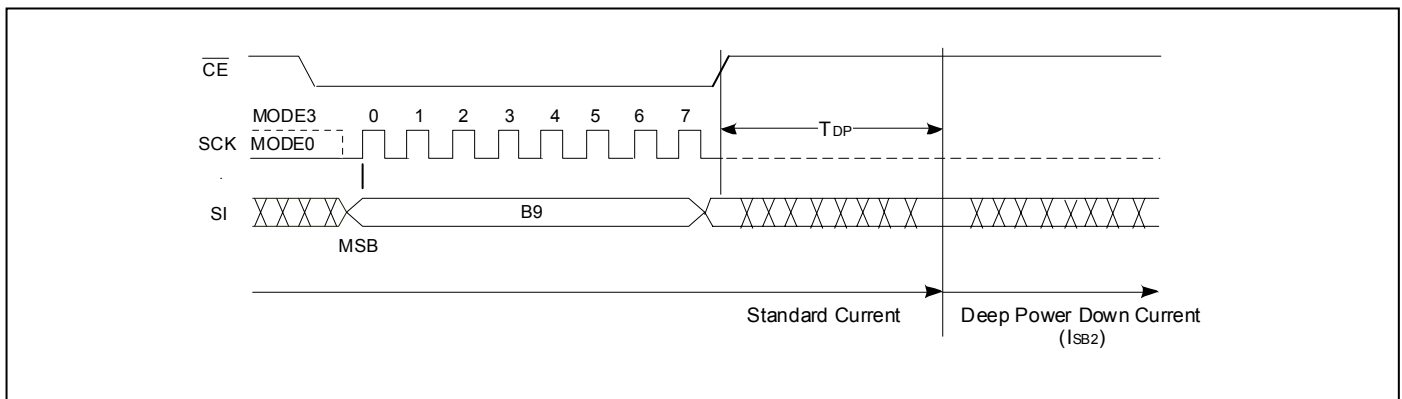 CE
MODE3 0 1 2 3 4 5 6 7
SCK MODE0 TDP
SI B9
MSB
Standard Current Deep Power Down Current
(ISB2)